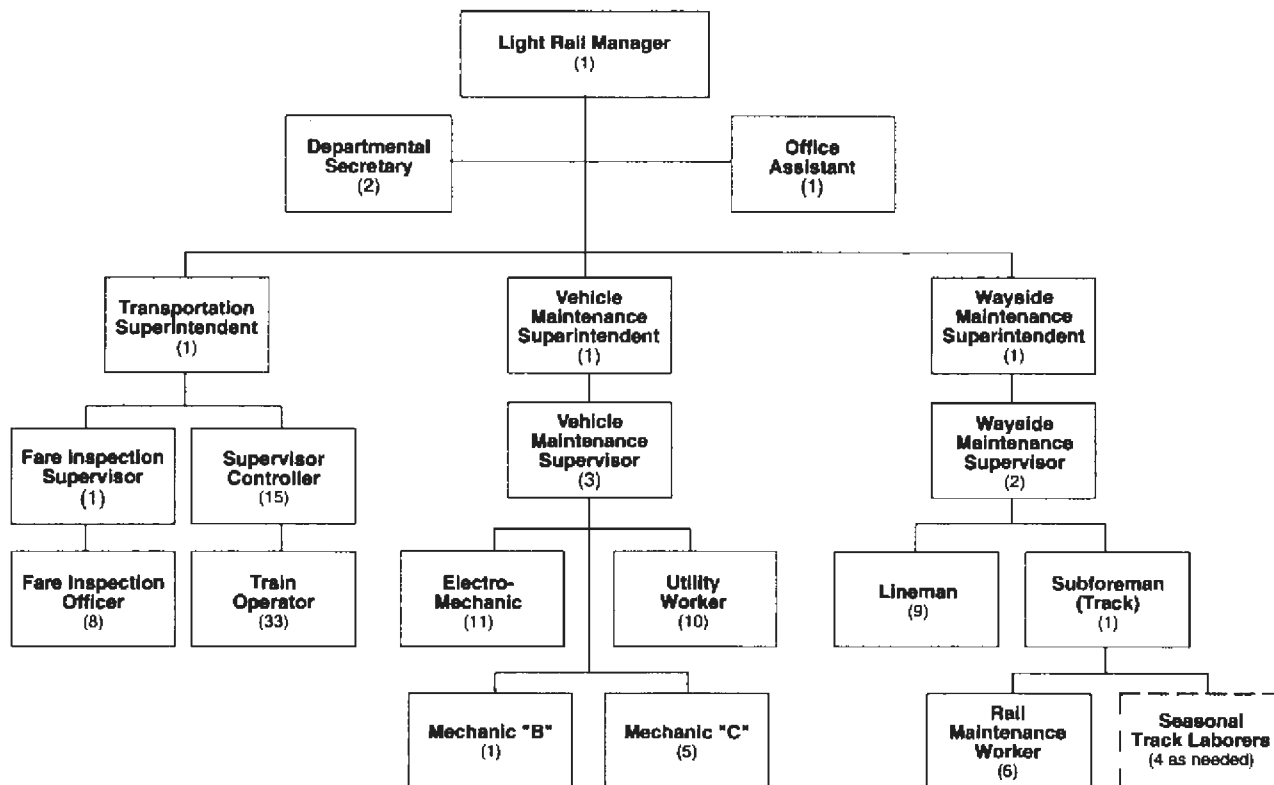 Light Rail Manager
(1)
Departmental
Secretary
(2)
Office
Assistant
(1)
Transportation
Superintendent
(1)
Vehicle
Maintenance
Superintendent
(1)
Wayside
Maintenance
Superintendent
(1)
Fare Inspection
Supervisor
(1)
Supervisor
Controller
(15)
Vehicle
Maintenance
Supervisor
(3)
Wayside
Maintenance
Supervisor
(2)
Fare Inspection
Officer
(8)
Train
Operator
(33)
Electro-
Mechanic
(11)
Utility
Worker
(10)
Lineman
(9)
Subforeman
(Track)
(1)
Mechanic "B"
(1)
Mechanic "C"
(5)
Rail
Maintenance
Worker
(6)
Seasonal
Track Laborers
(4 as needed)